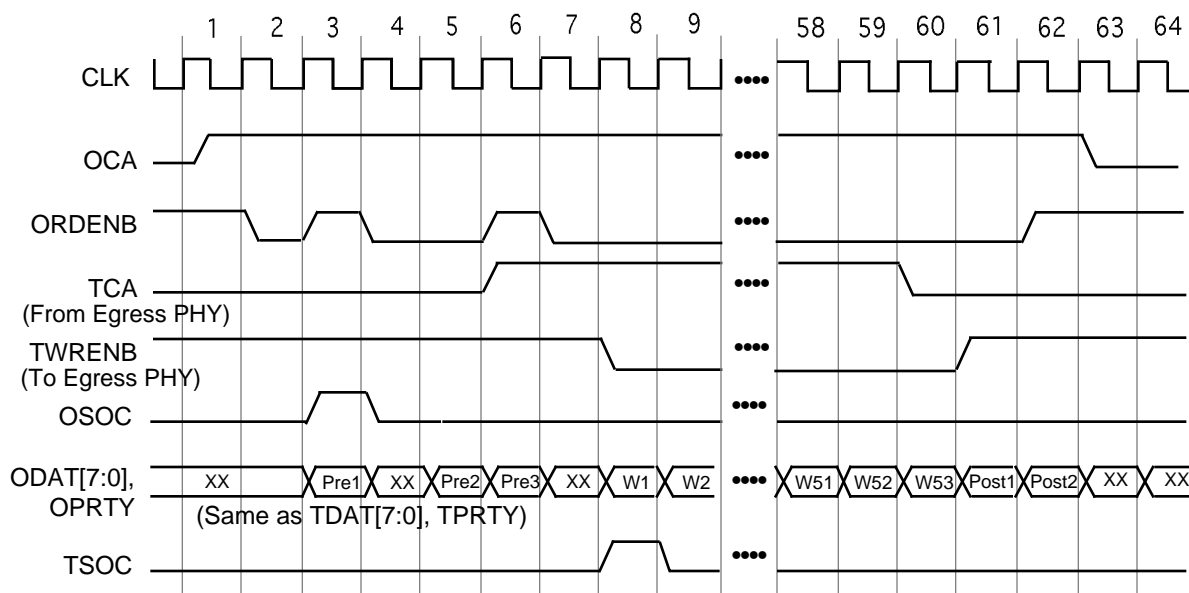 1 2 3 4 5 6 7 8 9 58 59 60 61 62 63 64
CLK
OCA
ORDENB
TCA
(From Egress PHY)
TWRENB
(To Egress PHY)
OSOC
ODAT[7:0],
OPRTY
XX Pre1 XX Pre2 Pre3 XX W1 W2 W51 W52 W53 Post1 Post2 XX XX
(Same as TDAT[7:0], TPRTY)
TSOC